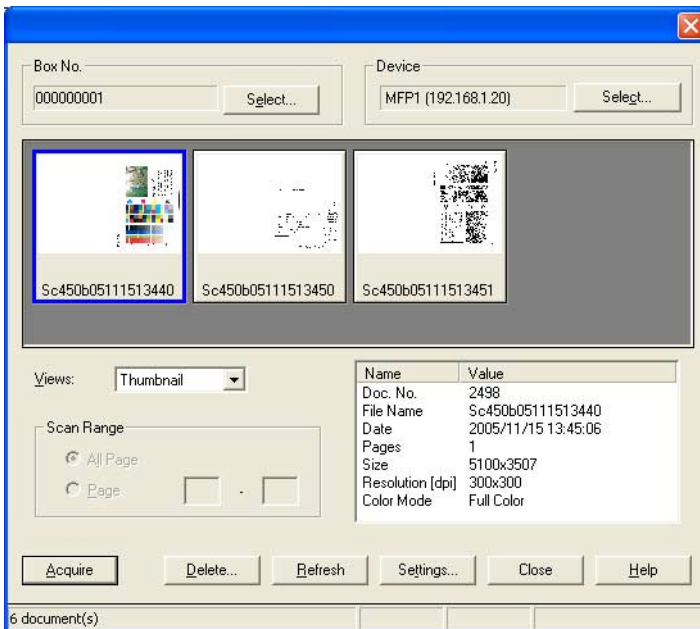 Box No.
000000001
Select...
Device
MFP1 (192.168.1.20)
Select...
Sc450b05111513440
Sc450b05111513450
Sc450b05111513451
Views:
Thumbnail
Scan Range
All Page
Page
-
Name Value
Doc. No. 2498
File Name Sc450b05111513440
Date 2005/11/15 13:45:06
Pages 1
Size 5100x3507
Resolution [dpi] 300x300
Color Mode Full Color
Acquire
Delete...
Refresh
Settings...
Close
Help
6 document(s)